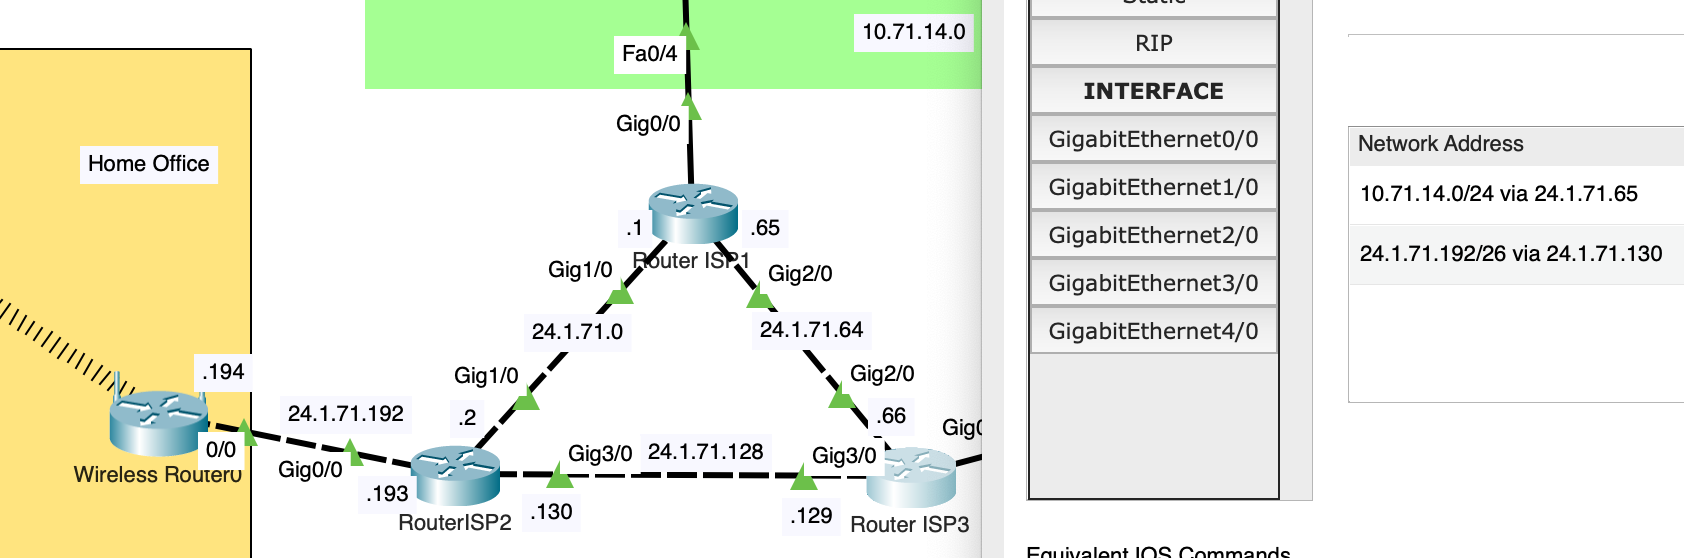 10.71.14.0
Fa0/4
Gig0/0
Home Office
.1
.65
Router ISP1
Gig1/0
Gig2/0
24.1.71.0
24.1.71.64
Gig1/0
Gig2/0
.194
24.1.71.192
.2
.66
0/0
Gig0/0
Gig3/0
24.1.71.128
Gig3/0
Wireless Router0
.193
.130
.129
RouterISP2
Router ISP3
Static
RIP
INTERFACE
GigabitEthernet0/0
GigabitEthernet1/0
GigabitEthernet2/0
GigabitEthernet3/0
GigabitEthernet4/0
Equivalent IOS Commands
Network Address
10.71.14.0/24 via 24.1.71.65
24.1.71.192/26 via 24.1.71.130